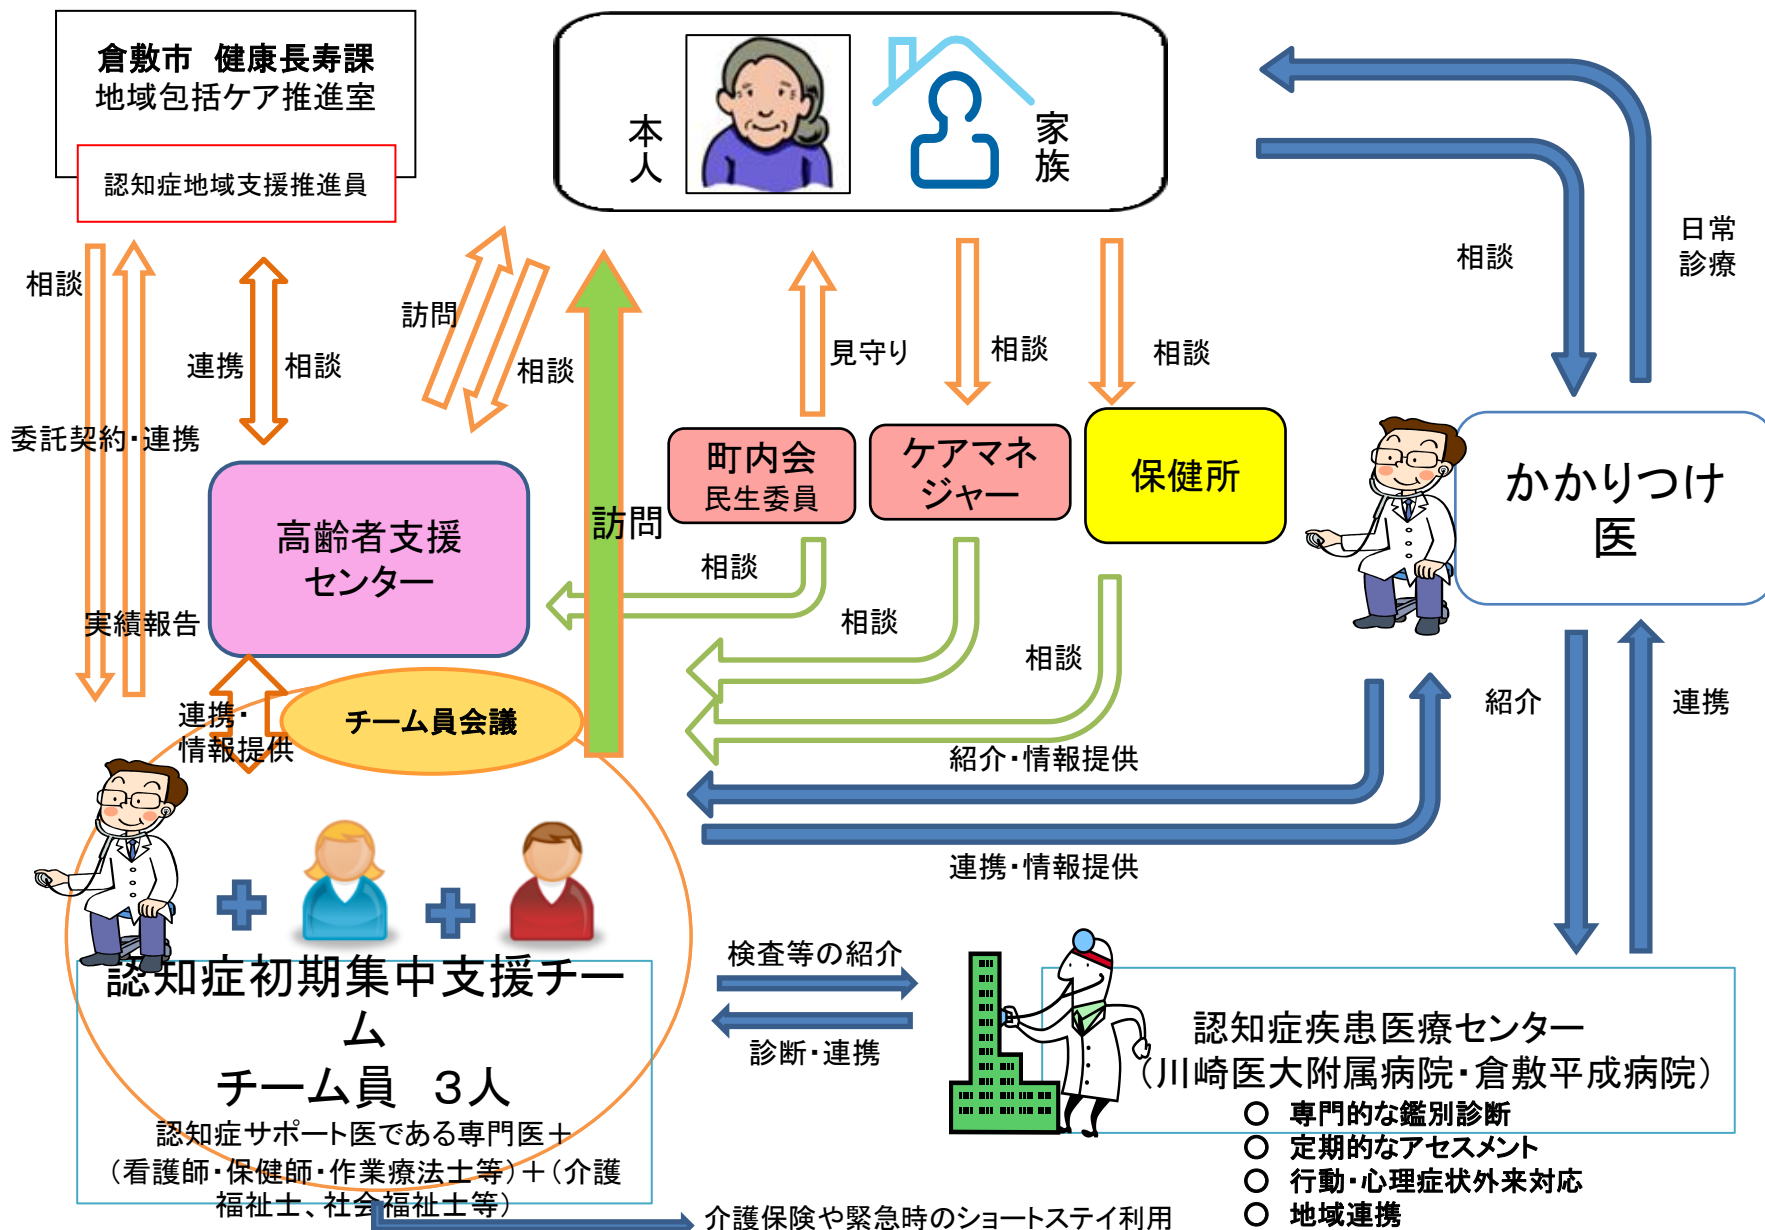 倉敷市 健康長寿課
地域包括ケア推進室
認知症地域支援推進員
本人
家族
相談
日常
診療
相談
訪問
連携
相談
相談
見守り
相談
相談
委託契約・連携
町内会
民生委員
ケアマネ
ジャー
保健所
かかりつけ
医
高齢者支援
センター
訪問
相談
実績報告
相談
相談
連携・
情報提供
チーム員会議
紹介
連携
紹介・情報提供
連携・情報提供
検査等の紹介
診断・連携
認知症初期集中支援チー
ム
チーム員 3人
認知症サポート医である専門医＋
（看護師・保健師・作業療法士等）＋（介護
福祉士、社会福祉士等）
認知症疾患医療センター
（川崎医大附属病院・倉敷平成病院）
○ 専門的な鑑別診断
○ 定期的なアセスメント
○ 行動・心理症状外来対応
○ 地域連携
介護保険や緊急時のショートステイ利用